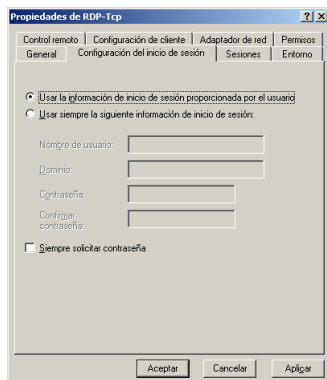 Propiedades de RDP-Tcp
Control remoto
Configuración de cliente
Adaptador de red
Permisos
General
Configuración del inicio de sesión
Sesiones
Entorno
Usar la información de inicio de sesión proporcionada por el usuario
Usar siempre la siguiente información de inicio de sesión:
Nombre de usuario:
Dominio:
Contraseña:
Confirmar
contraseña:
Siempre solicitar contraseña
Aceptar
Cancelar
Aplicar